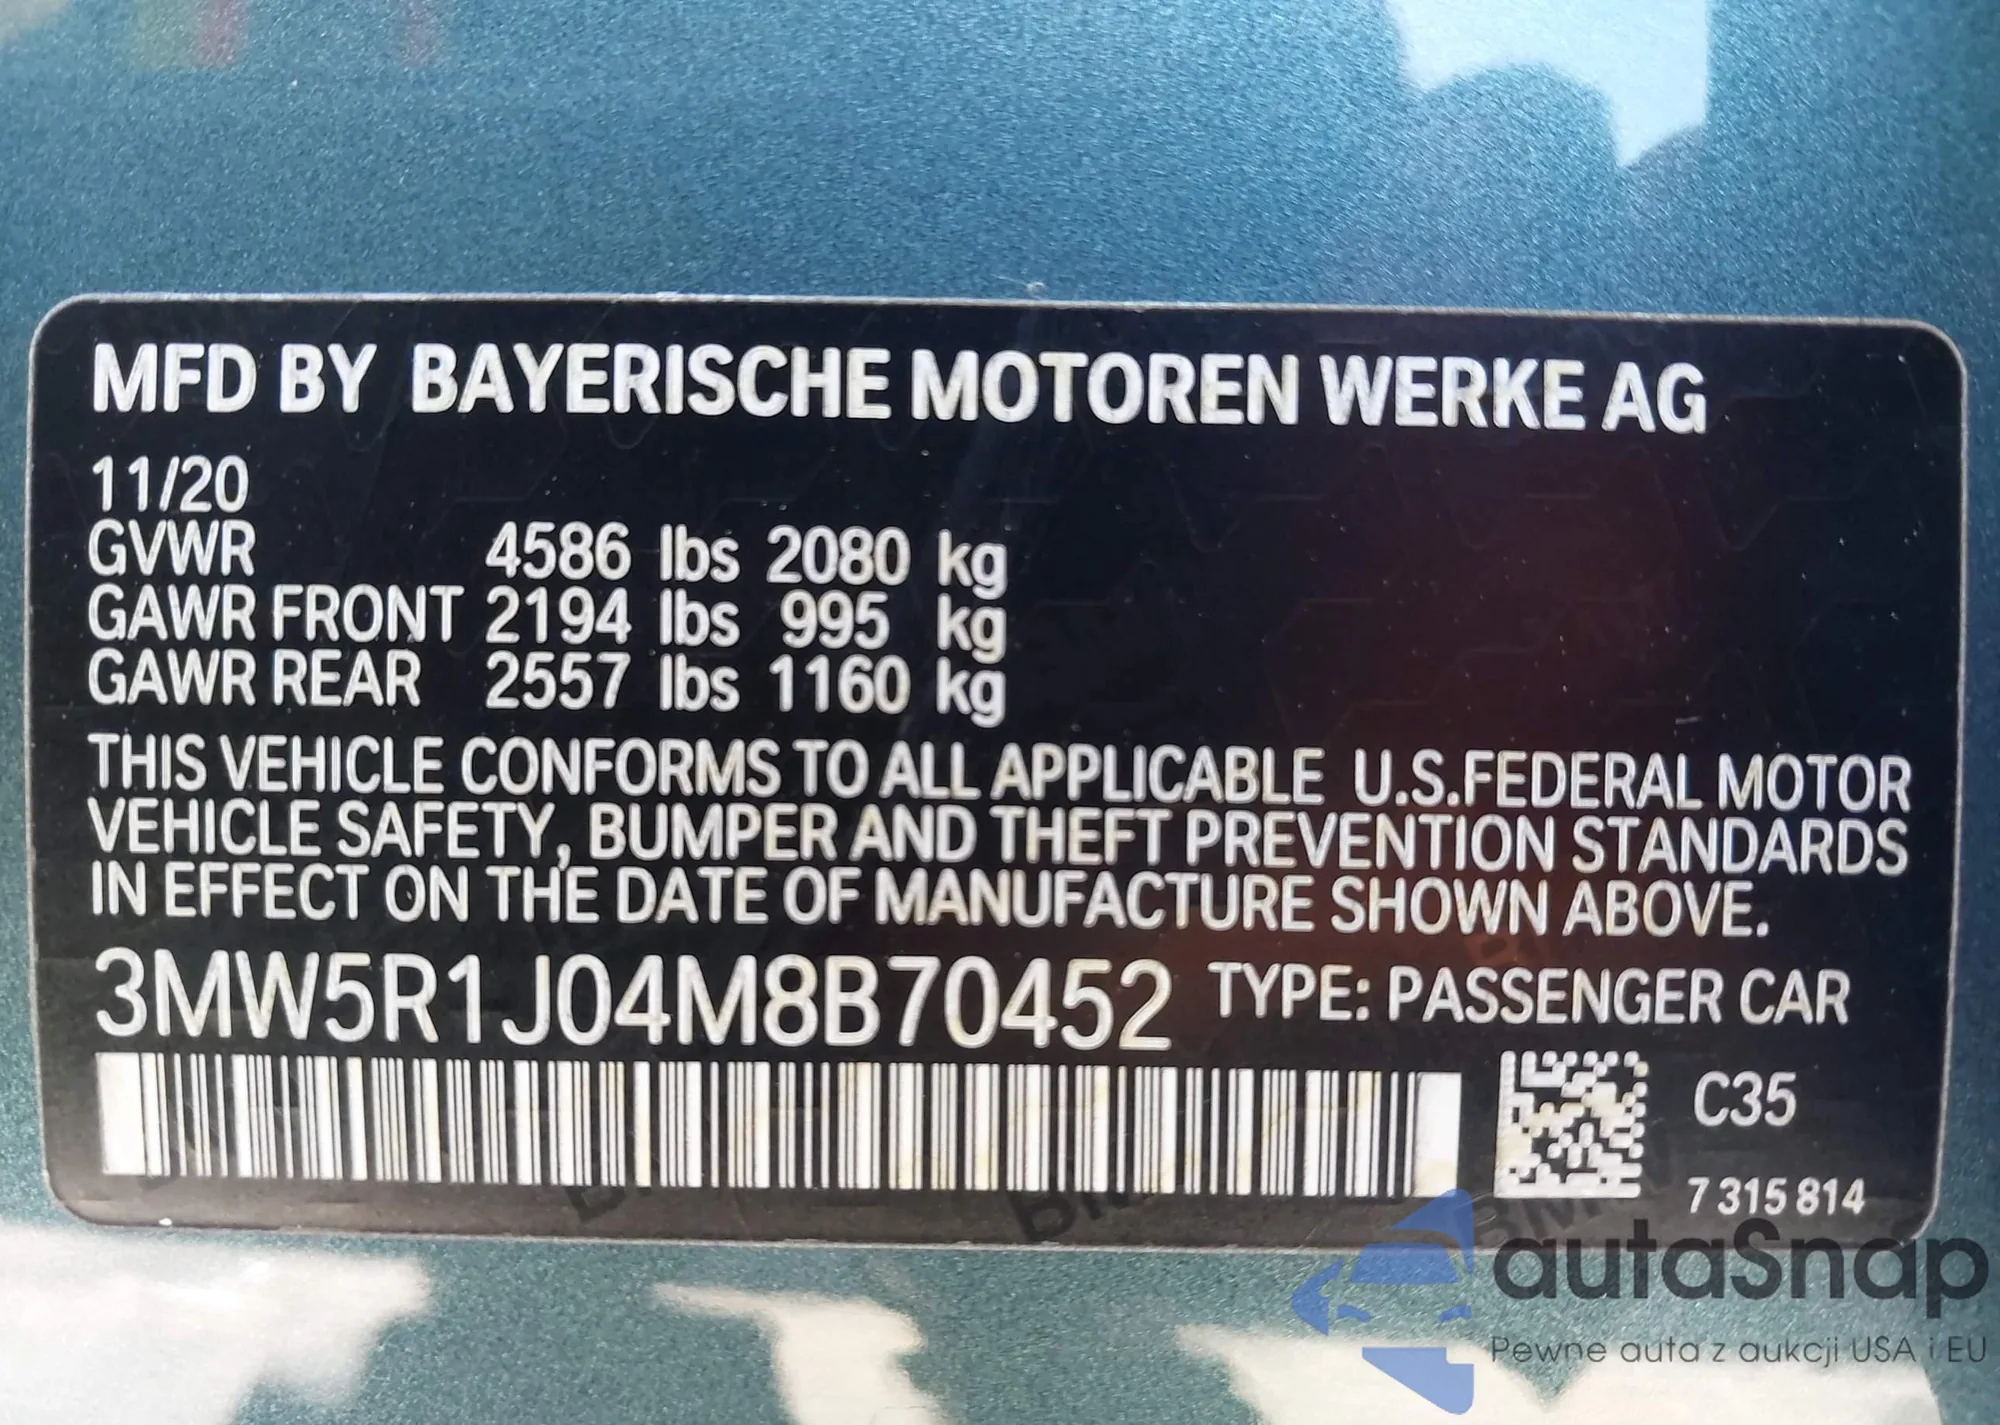 MFD BY BAYERISCHE MOTOREN WERKE AG
11/20
GVWR 4586 lbs 2080 kg
GAWR FRONT 2194 lbs 995 kg
GAWR REAR 2557 lbs 1160 kg
THIS VEHICLE CONFORMS TO ALL APPLICABLE U.S.FEDERAL MOTOR
VEHICLE SAFETY, BUMPER AND THEFT PREVENTION STANDARDS
IN EFFECT ON THE DATE OF MANUFACTURE SHOWN ABOVE.
3MW5R1J04M8B70452 TYPE: PASSENGER CAR
C35
7 315 814
autaSnap
Pewne auta z aukcji USA i EU